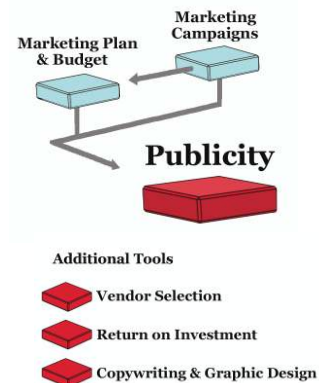 Marketing
Campaigns
Marketing Plan
& Budget
Publicity
Additional Tools
Vendor Selection
Return on Investment
Copywriting & Graphic Design